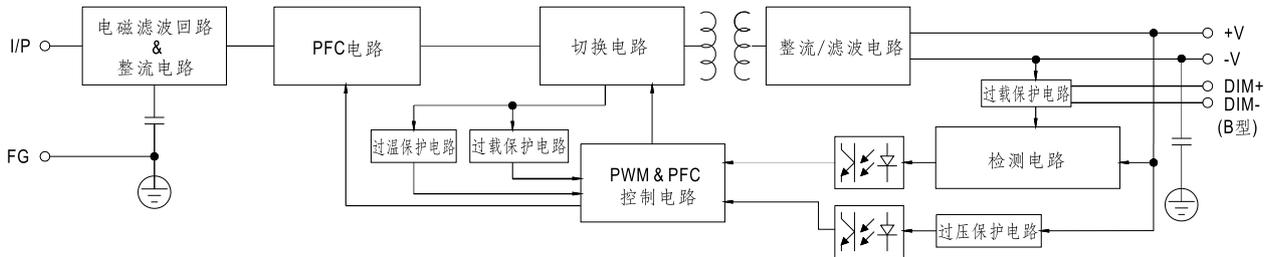 电磁滤波回路
&
整流电路
I/P
PFC电路
切换电路
整流/滤波电路
+V
-V
DIM+
DIM-
(B型)
过载保护电路
过温保护电路
过载保护电路
FG
PWM & PFC
控制电路
检测电路
过压保护电路